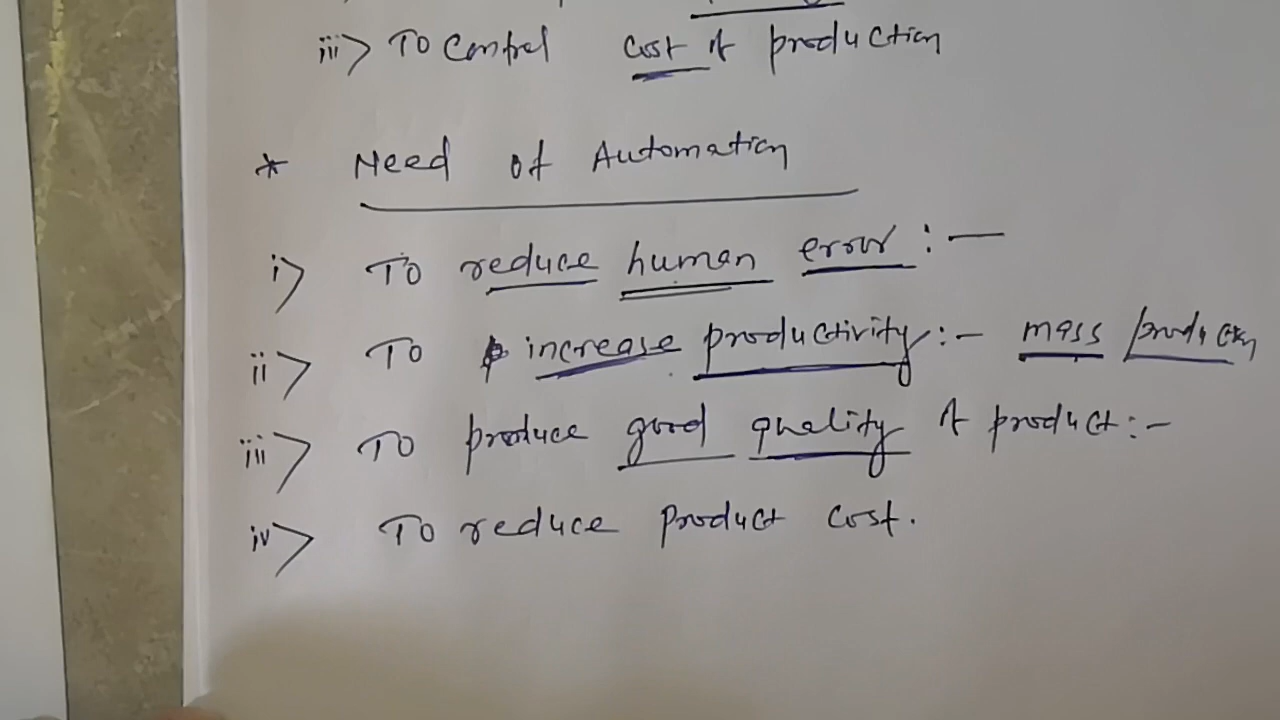 iii> To Control cost of production
* Need of Automation
i> To reduce human error :-
ii> To increase productivity :- mass production
iii> To produce good quality of product :-
iv> To reduce product cost.